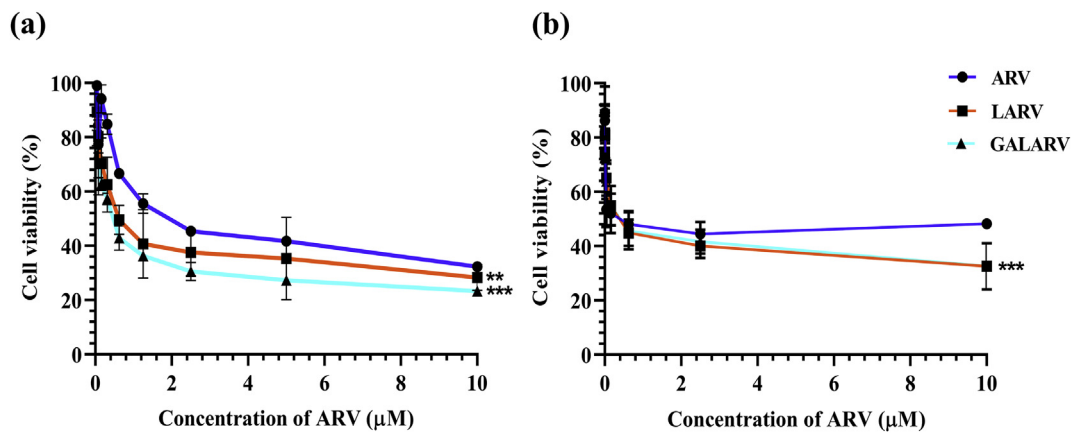 (a)
100
80
60
40
20
0
Cell viability (%)
0 2 4 6 8 10
Concentration of ARV (μM)
**
***
(b)
100
80
60
40
20
0
Cell viability (%)
0 2 4 6 8 10
Concentration of ARV (μM)
***
ARV
LARV
GALARV